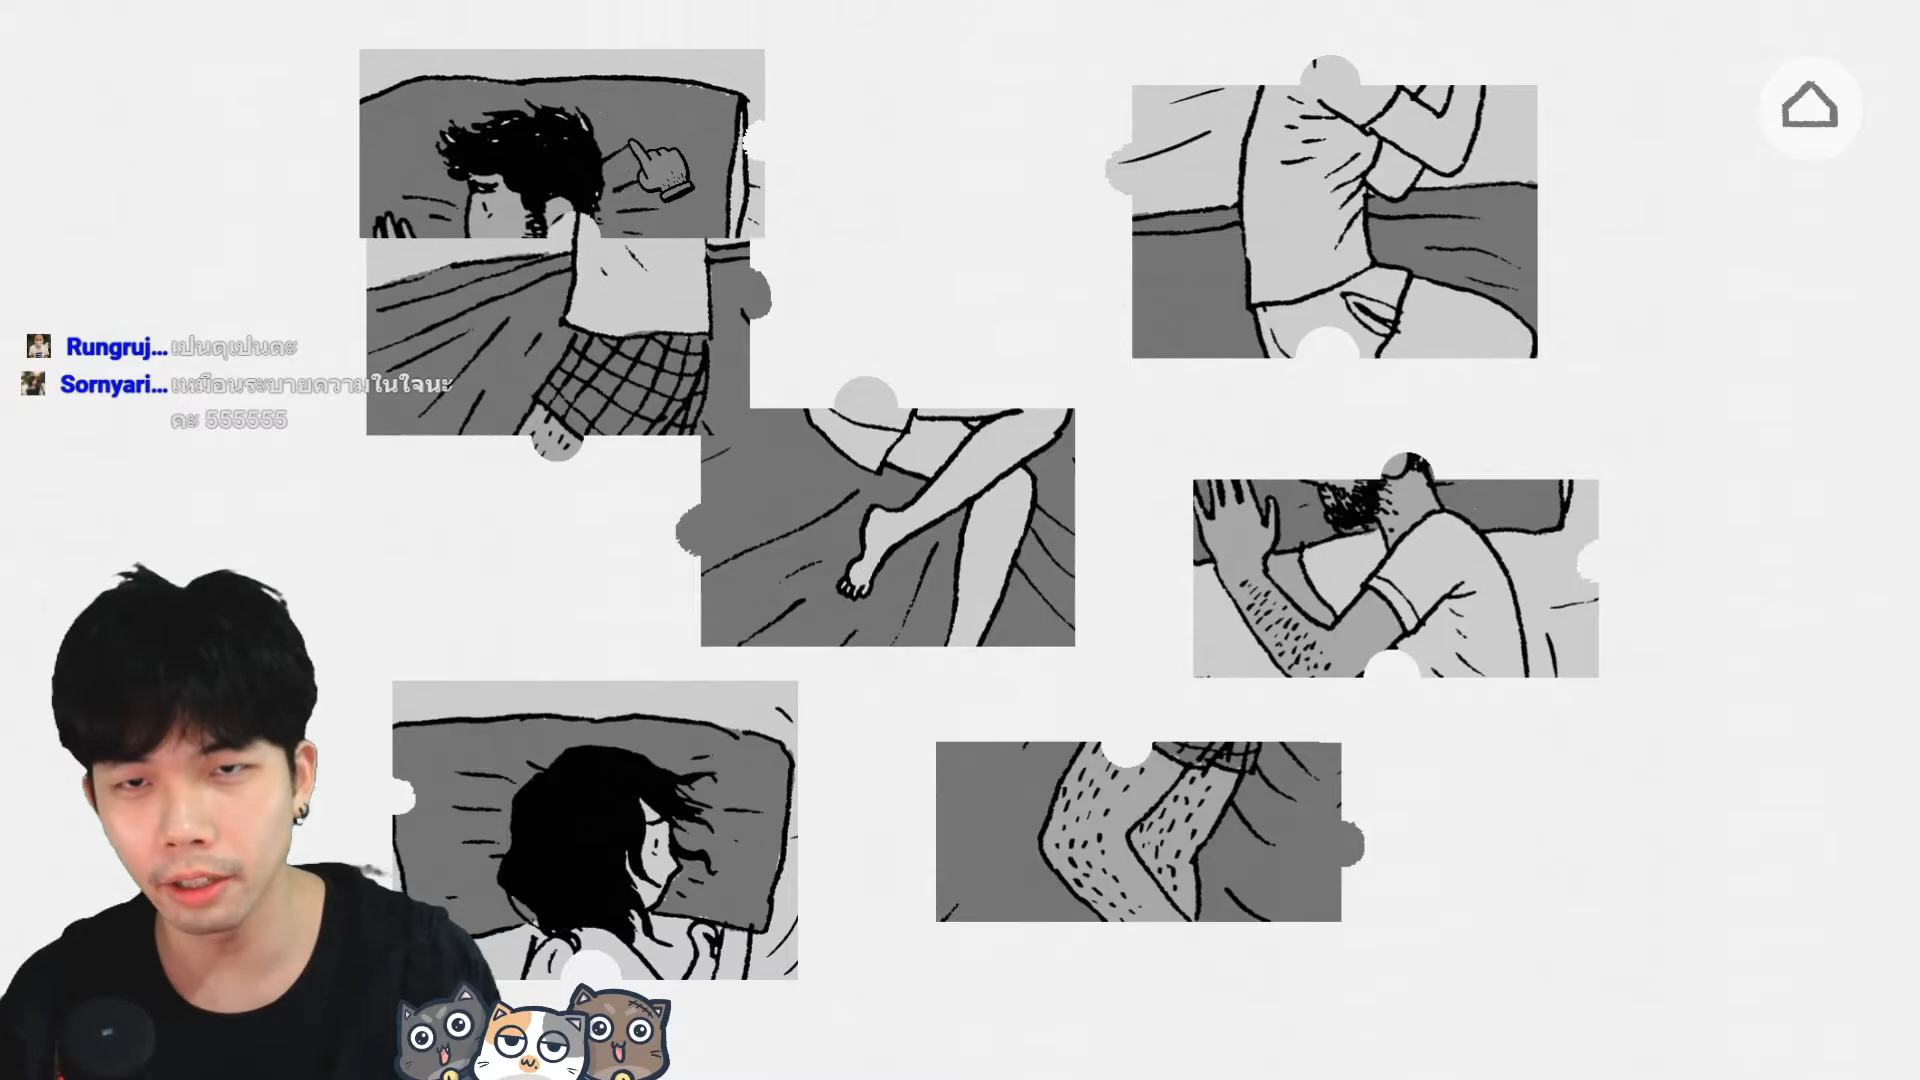 Rungruj... เป็นดุเป็นดะ
Sornyari... เหมือนระบายความในใจนะ
คะ 555555